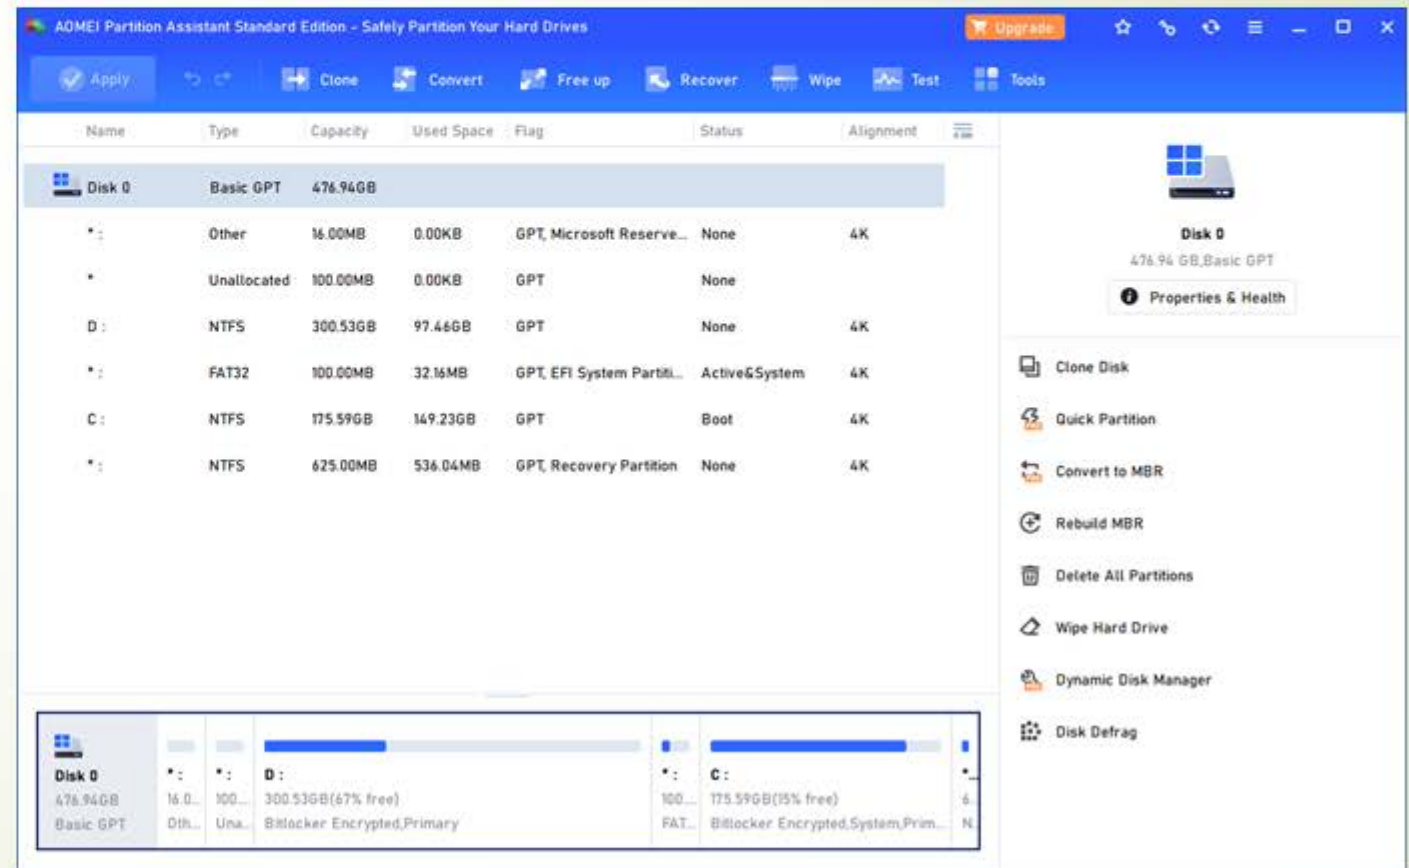 AOMEI Partition Assistant Standard Edition - Safely Partition Your Hard Drives Upgrade
Apply Clone Convert Free up Recover Wipe Test Tools
Name Type Capacity Used Space Flag Status Alignment
Disk 0 Basic GPT 476.94GB
* : Other 16.00MB 0.00KB GPT, Microsoft Reserve... None 4K
* Unallocated 100.00MB 0.00KB GPT None
D : NTFS 300.53GB 97.46GB GPT None 4K
* : FAT32 100.00MB 32.16MB GPT, EFI System Partiti... Active&System 4K
C : NTFS 175.59GB 149.23GB GPT Boot 4K
* : NTFS 625.00MB 536.04MB GPT, Recovery Partition None 4K
Disk 0
476.94 GB,Basic GPT
Properties & Health
Clone Disk
Quick Partition
Convert to MBR
Rebuild MBR
Delete All Partitions
Wipe Hard Drive
Dynamic Disk Manager
Disk Defrag
Disk 0 * : * : D : * : C : *...
476.94GB 16.0... 100... 300.53GB(67% free) 100... 175.59GB(15% free) 6...
Basic GPT Oth... Una... Bitlocker Encrypted,Primary FAT... Bitlocker Encrypted,System,Prim... N...